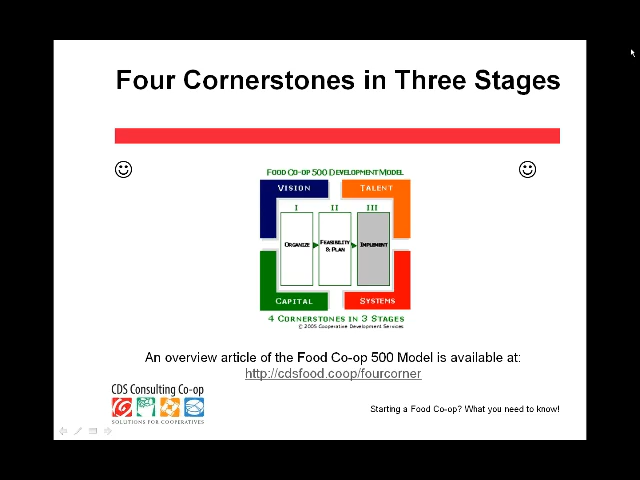 Four Cornerstones in Three Stages
FOOD CO-OP 500 DEVELOPMENT MODEL
VISION
TALENT
I II III
ORGANIZE
FEASIBILITY
& PLAN
IMPLEMENT
CAPITAL
SYSTEMS
4 CORNERSTONES IN 3 STAGES
© 2005 Cooperative Development Services
An overview article of the Food Co-op 500 Model is available at:
http://cdsfood.coop/fourcorner
CDS Consulting Co-op
SOLUTIONS FOR COOPERATIVES
Starting a Food Co-op? What you need to know!